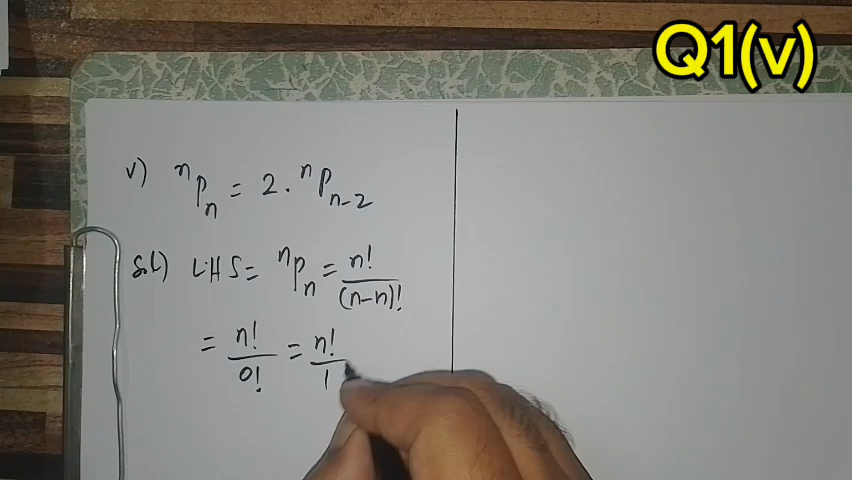 Q1(v)
v) ⁿPₙ = 2 · ⁿPₙ₋₂
Sol) LHS = ⁿPₙ = n!/(n-n)!
= n!/0! = n!/1